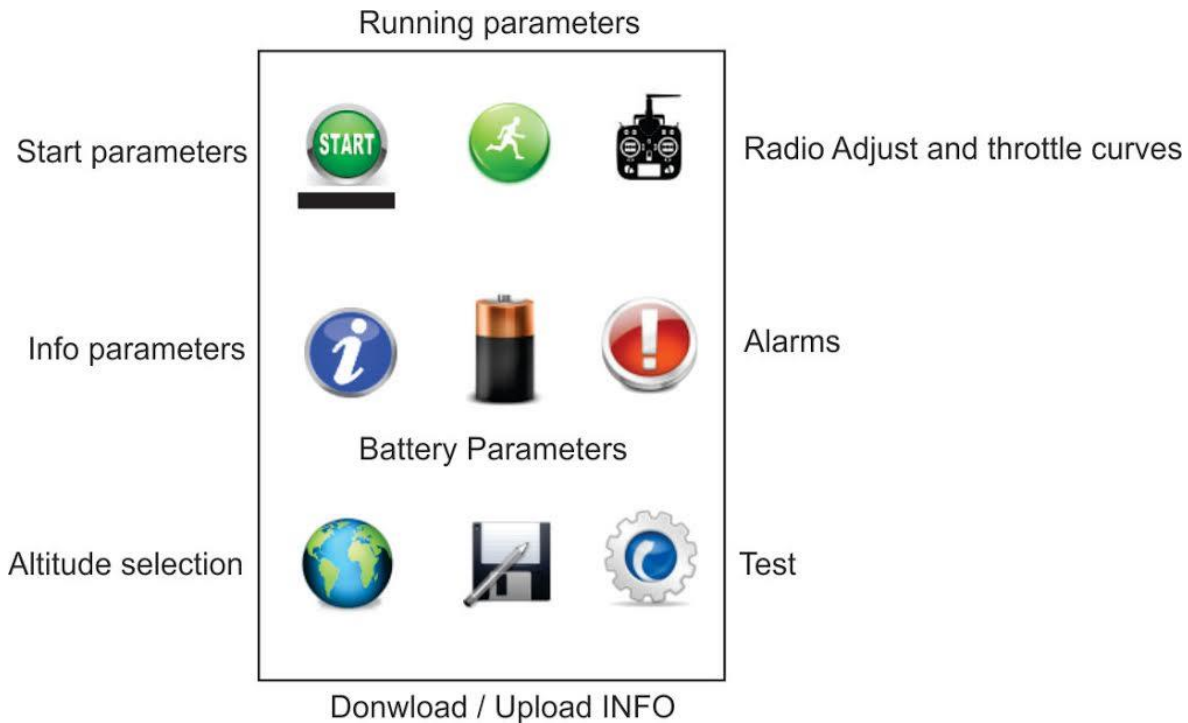 Running parameters
Start parameters
START
Radio Adjust and throttle curves
Info parameters
i
!
Alarms
Battery Parameters
Altitude selection
Test
Donwload / Upload INFO